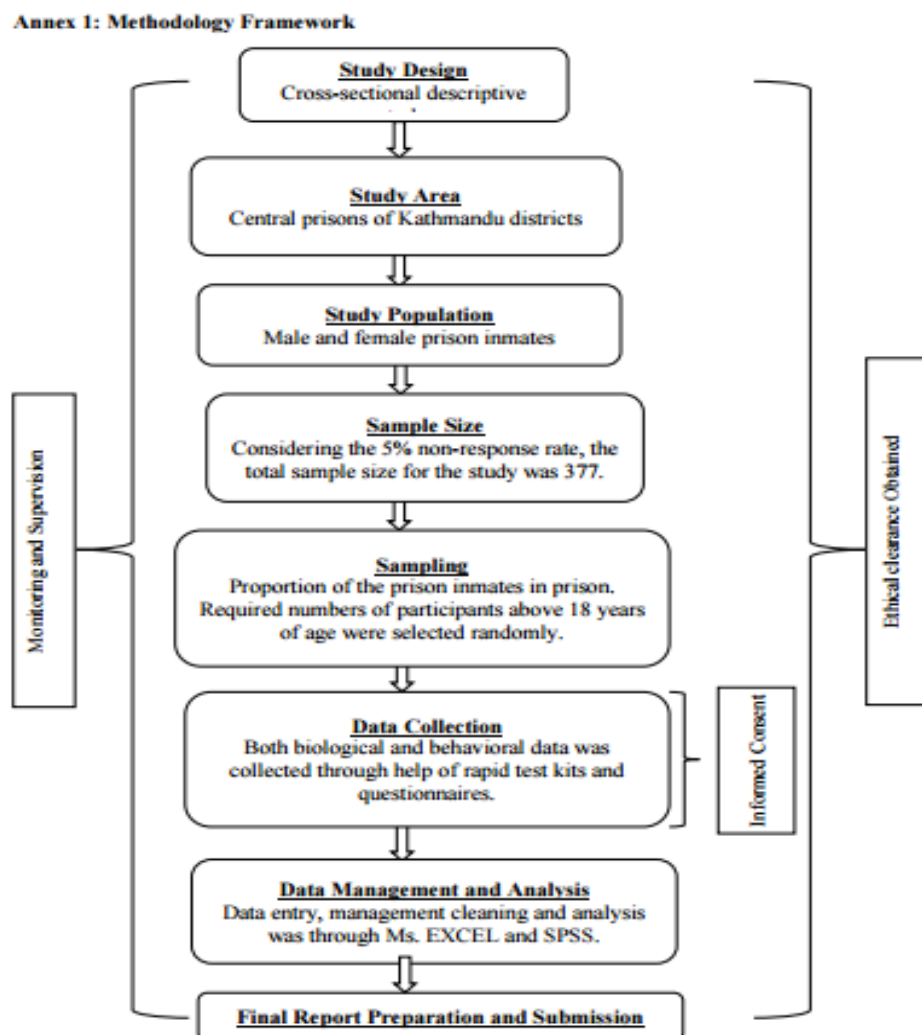 Annex 1: Methodology Framework
Study Design
Cross-sectional descriptive
Study Area
Central prisons of Kathmandu districts
Study Population
Male and female prison inmates
Sample Size
Considering the 5% non-response rate, the
total sample size for the study was 377.
Sampling
Proportion of the prison inmates in prison.
Required numbers of participants above 18 years
of age were selected randomly.
Data Collection
Both biological and behavioral data was
collected through help of rapid test kits and
questionnaires.
Data Management and Analysis
Data entry, management cleaning and analysis
was through Ms. EXCEL and SPSS.
Final Report Preparation and Submission
Monitoring and Supervision
Informed Consent
Ethical clearance Obtained